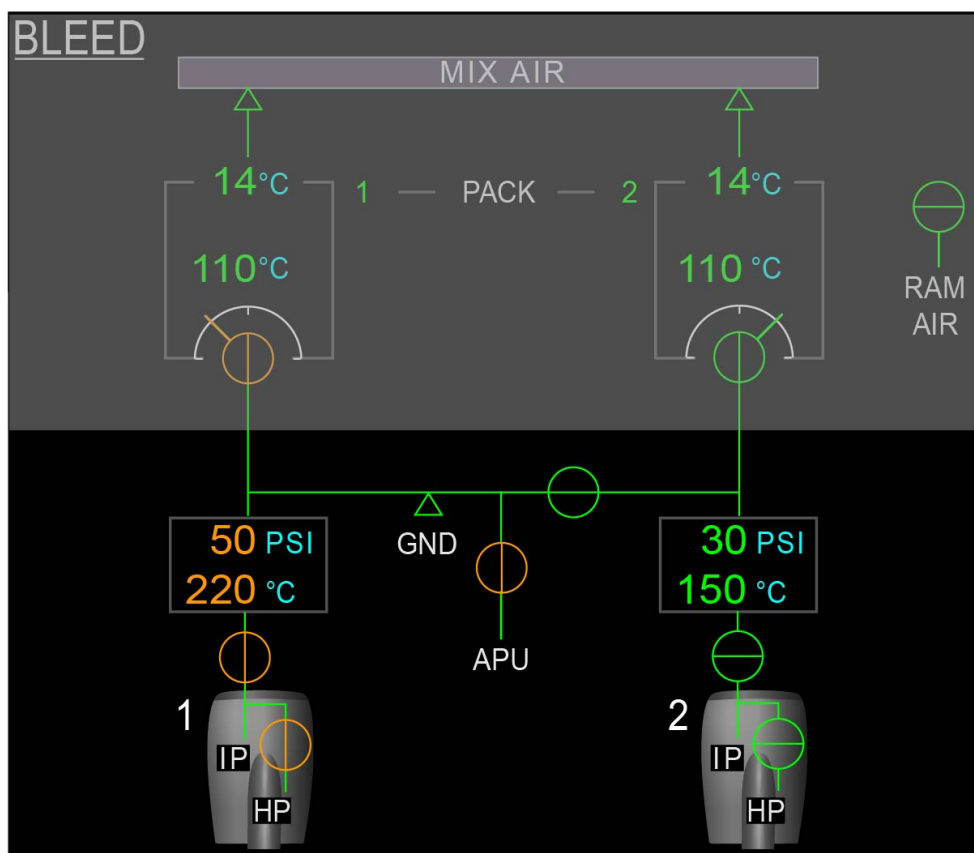 BLEED
MIX AIR
14 °C 1 PACK 2 14 °C
110 °C 110 °C
RAM
AIR
50 PSI GND 30 PSI
220 °C 150 °C
APU
1 2
IP IP
HP HP